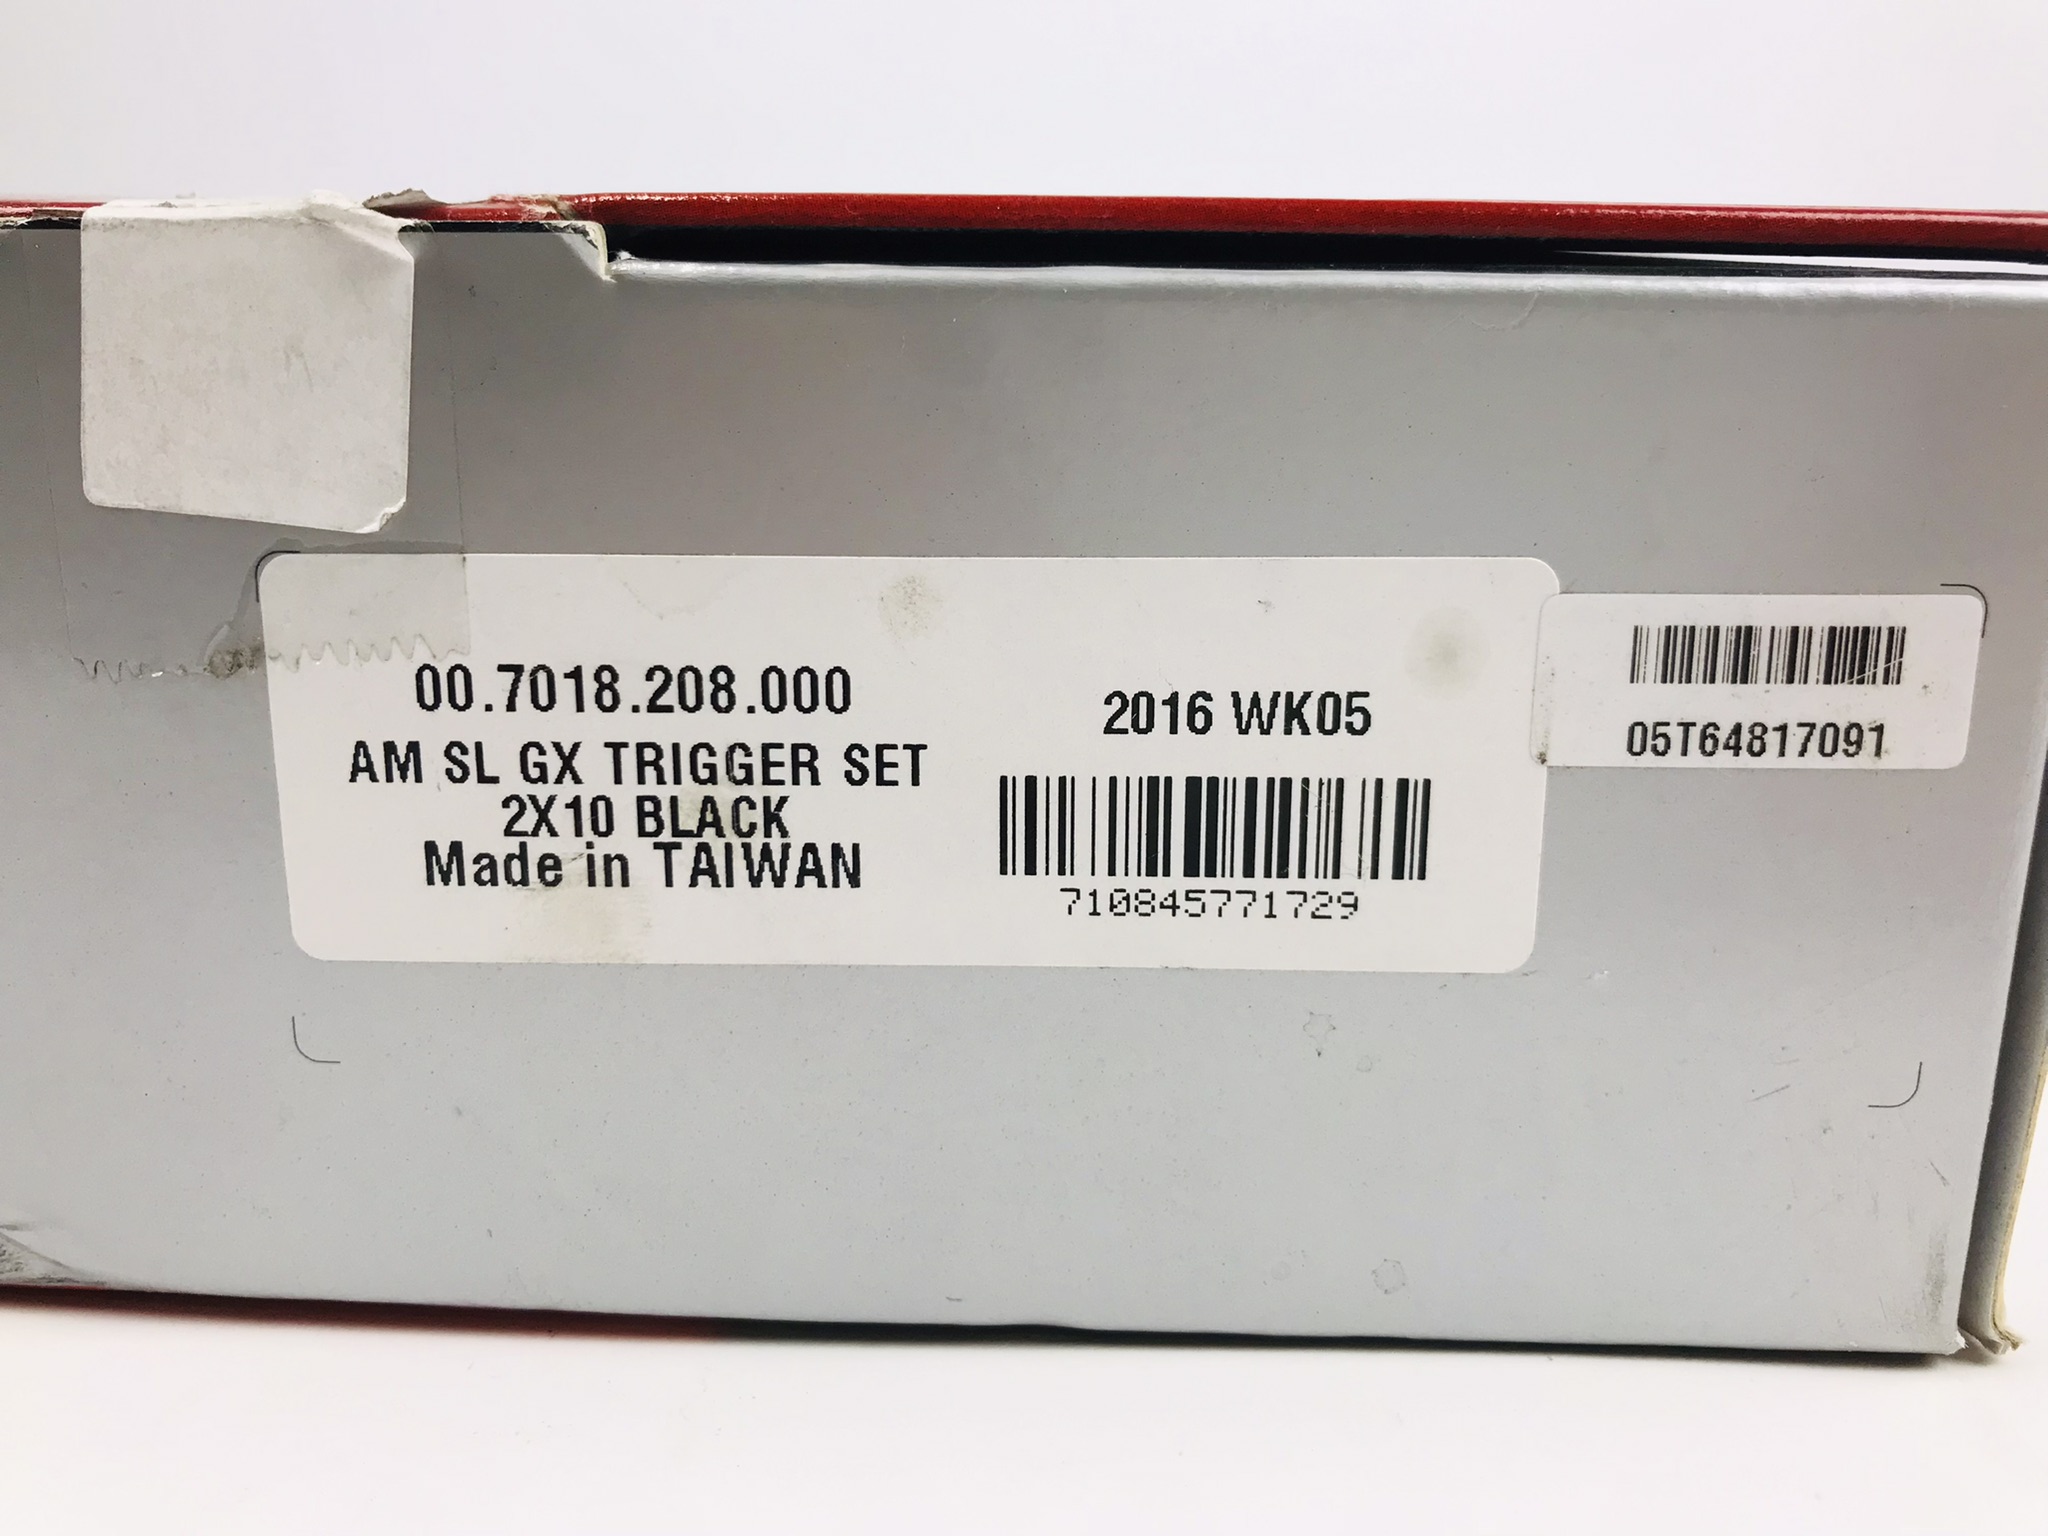 00.7018.208.000
AM SL GX TRIGGER SET
2X10 BLACK
Made in TAIWAN
2016 WK05
710845771729
05T64817091